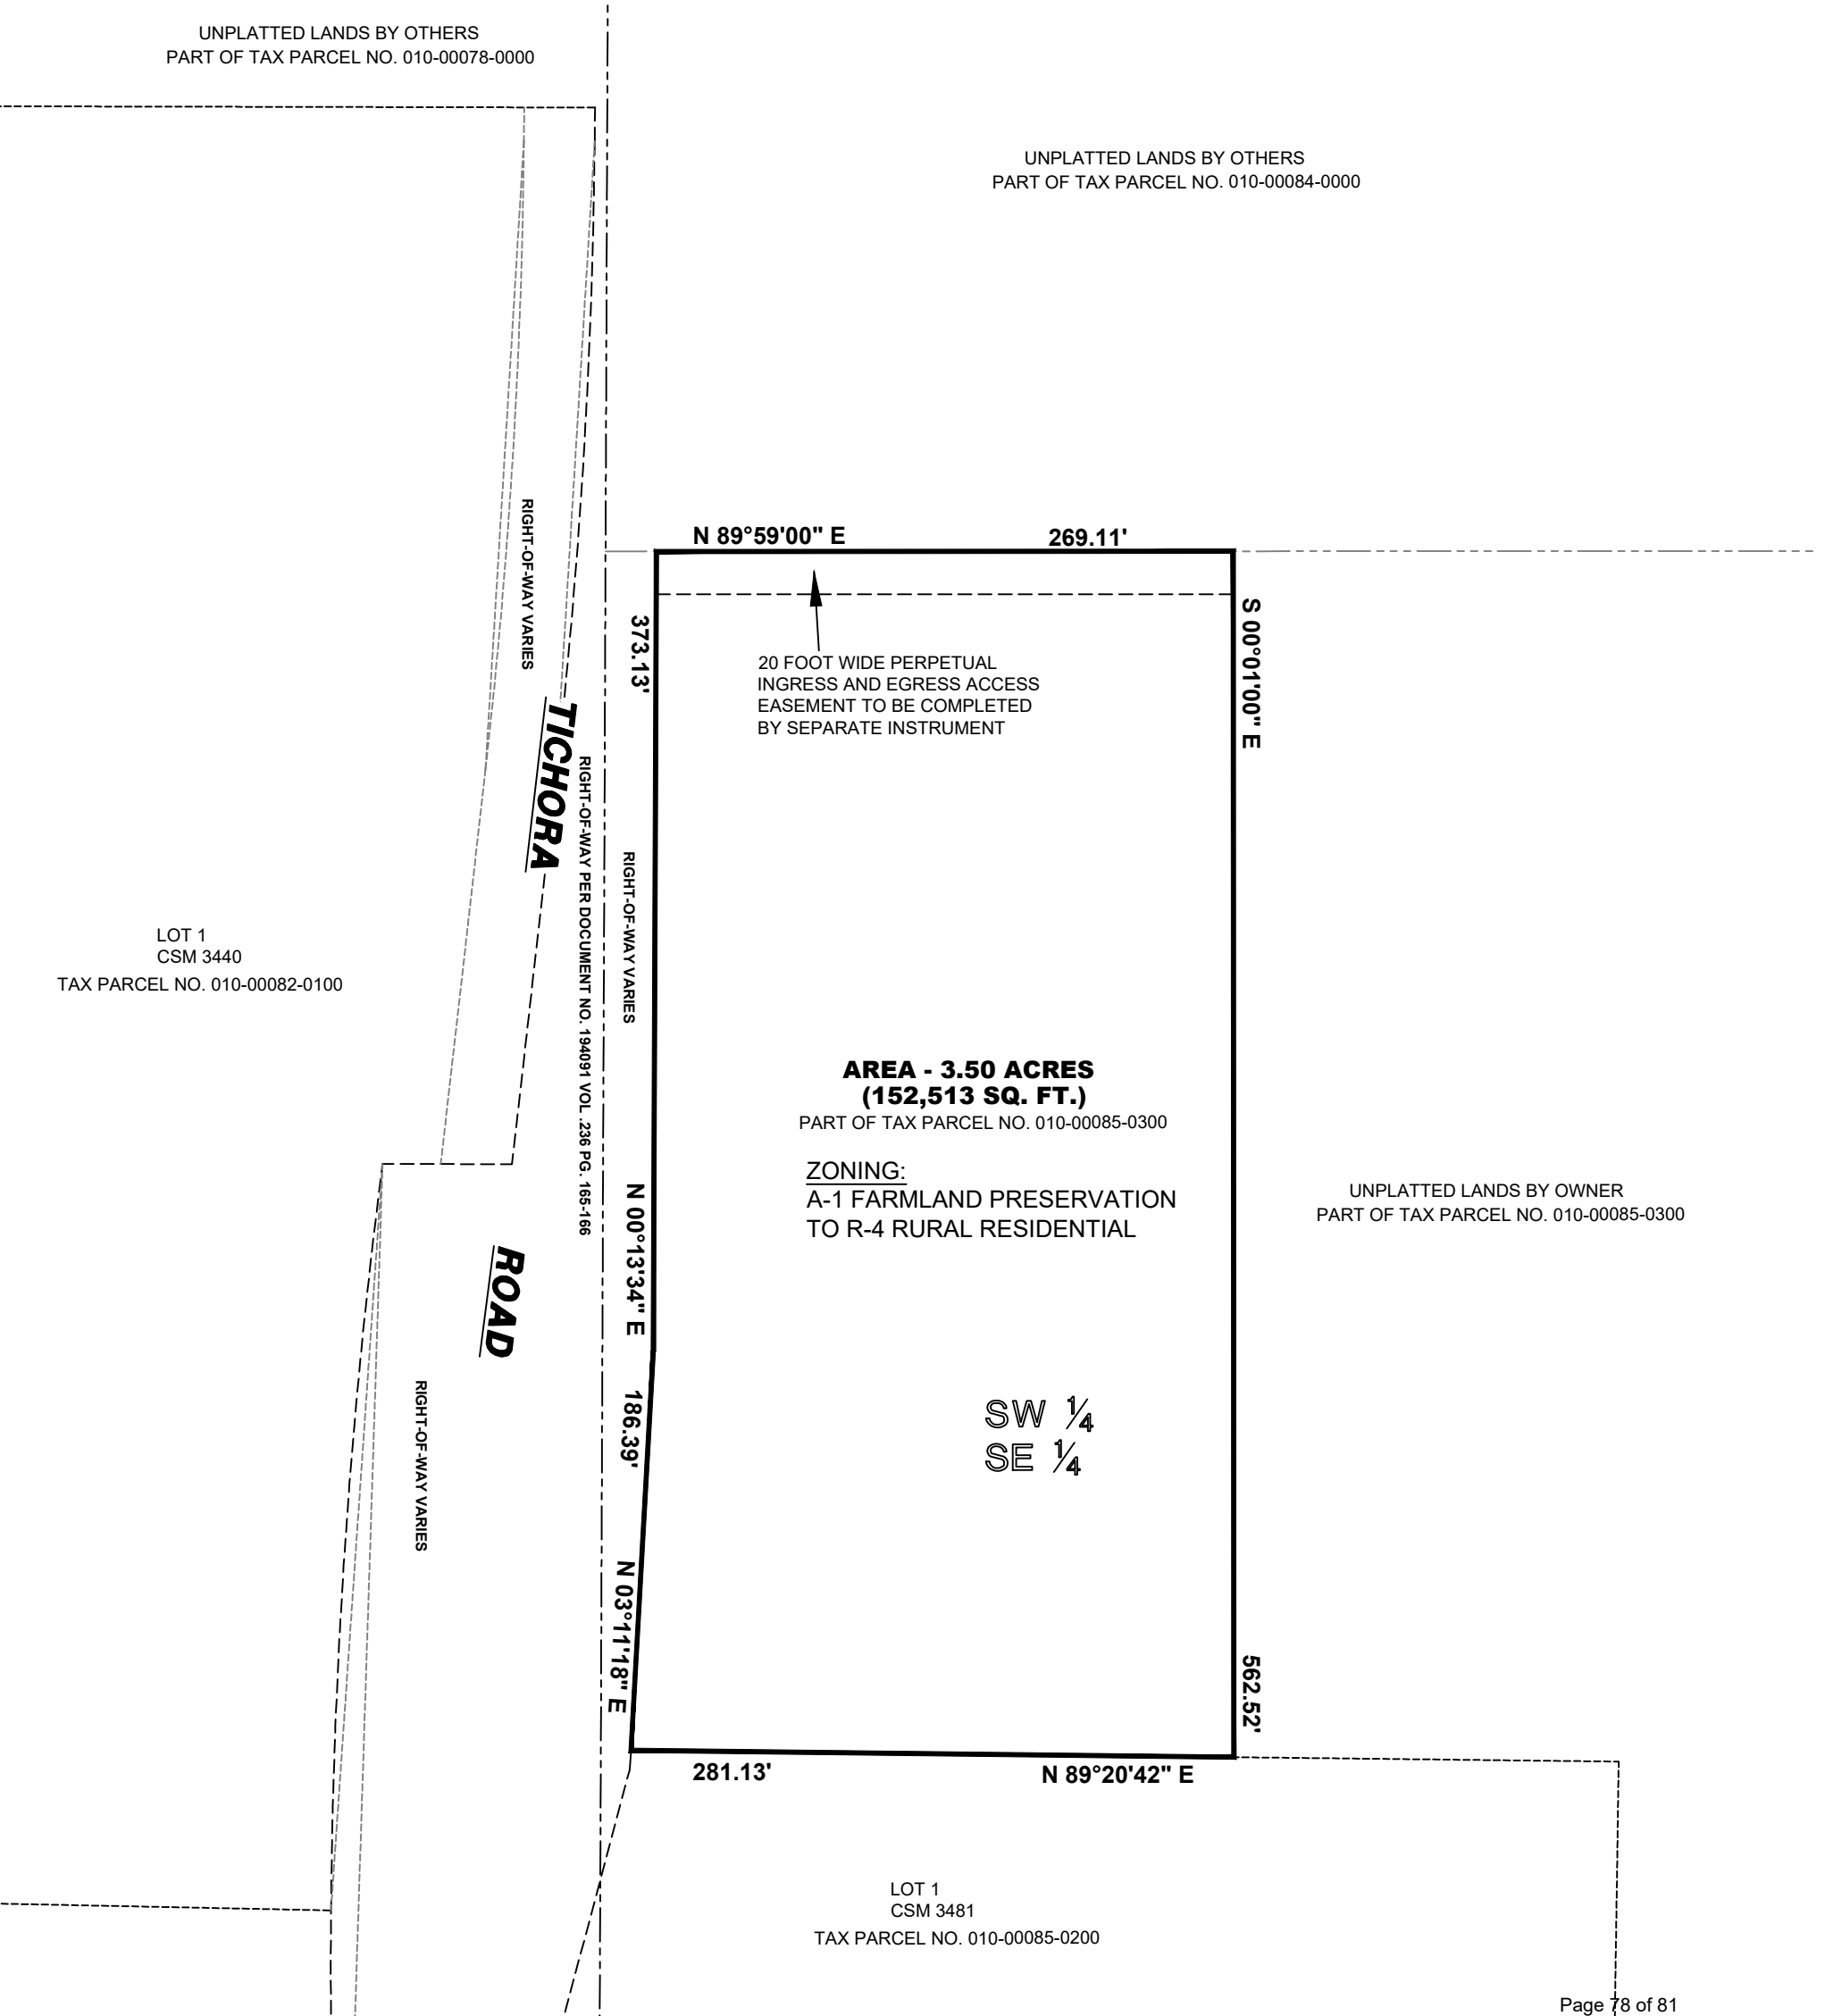 UNPLATTED LANDS BY OTHERS
PART OF TAX PARCEL NO. 010-00078-0000
UNPLATTED LANDS BY OTHERS
PART OF TAX PARCEL NO. 010-00084-0000
N 89°59'00" E
269.11'
RIGHT-OF-WAY VARIES
373.13'
S 00°01'00" E
20 FOOT WIDE PERPETUAL
INGRESS AND EGRESS ACCESS
EASEMENT TO BE COMPLETED
BY SEPARATE INSTRUMENT
TICHORA
RIGHT-OF-WAY PER DOCUMENT NO. 194091 VOL .236 PG. 165-166
RIGHT-OF-WAY VARIES
LOT 1
CSM 3440
TAX PARCEL NO. 010-00082-0100
AREA - 3.50 ACRES
(152,513 SQ. FT.)
PART OF TAX PARCEL NO. 010-00085-0300
ZONING:
A-1 FARMLAND PRESERVATION
TO R-4 RURAL RESIDENTIAL
UNPLATTED LANDS BY OWNER
PART OF TAX PARCEL NO. 010-00085-0300
N 00°13'34" E
ROAD
186.39'
RIGHT-OF-WAY VARIES
SW ¼
SE ¼
N 03°11'18" E
562.52'
281.13'
N 89°20'42" E
LOT 1
CSM 3481
TAX PARCEL NO. 010-00085-0200
Page 78 of 81